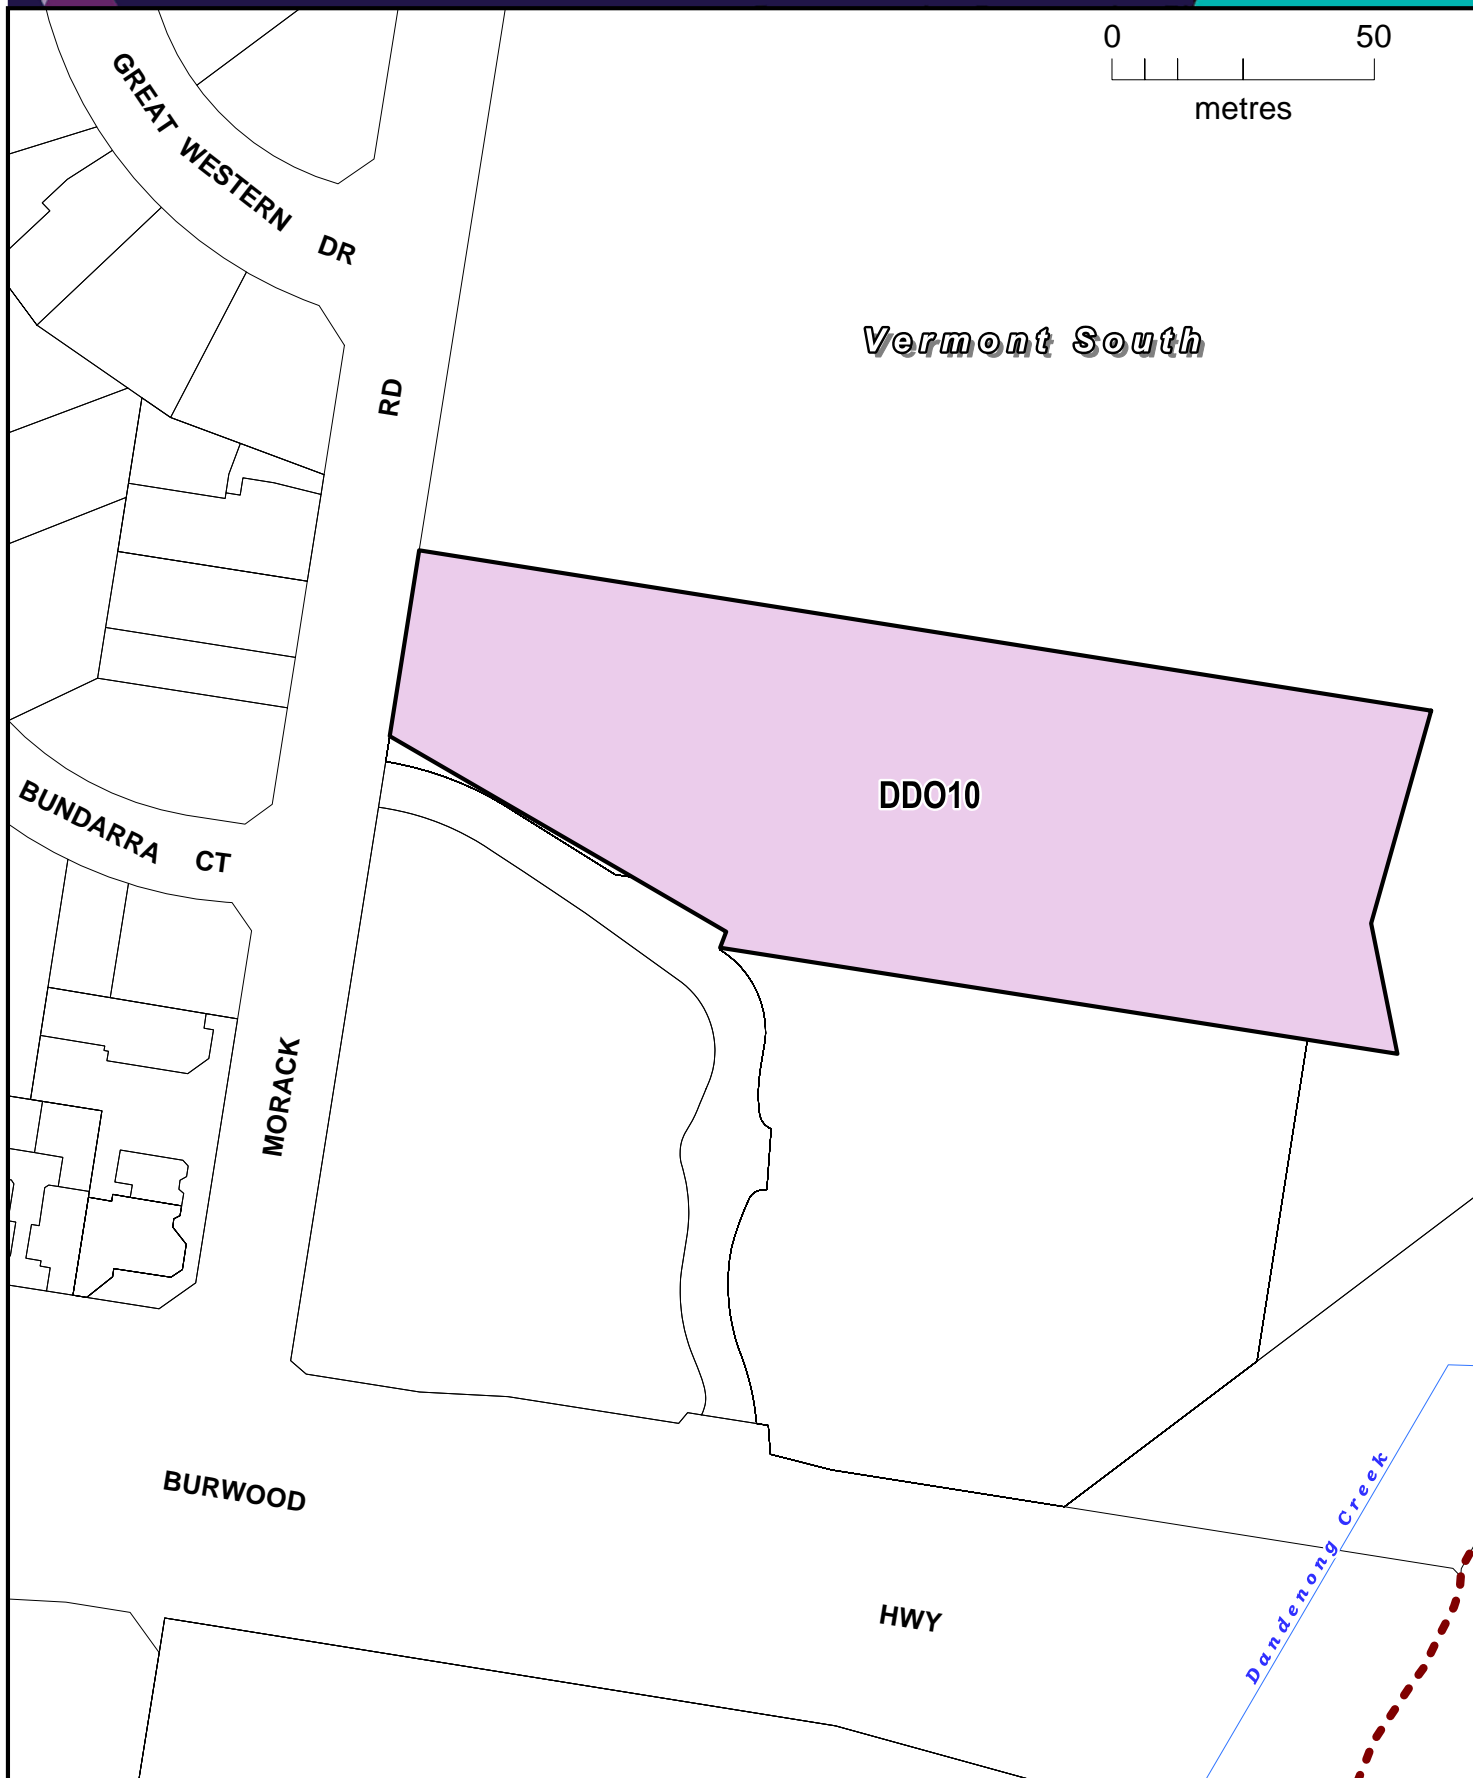 0 50
metres
GREAT WESTERN DR
Vermont South
RD
DDO10
BUNDARRA CT
MORACK
BURWOOD
HWY
Dandenong Creek